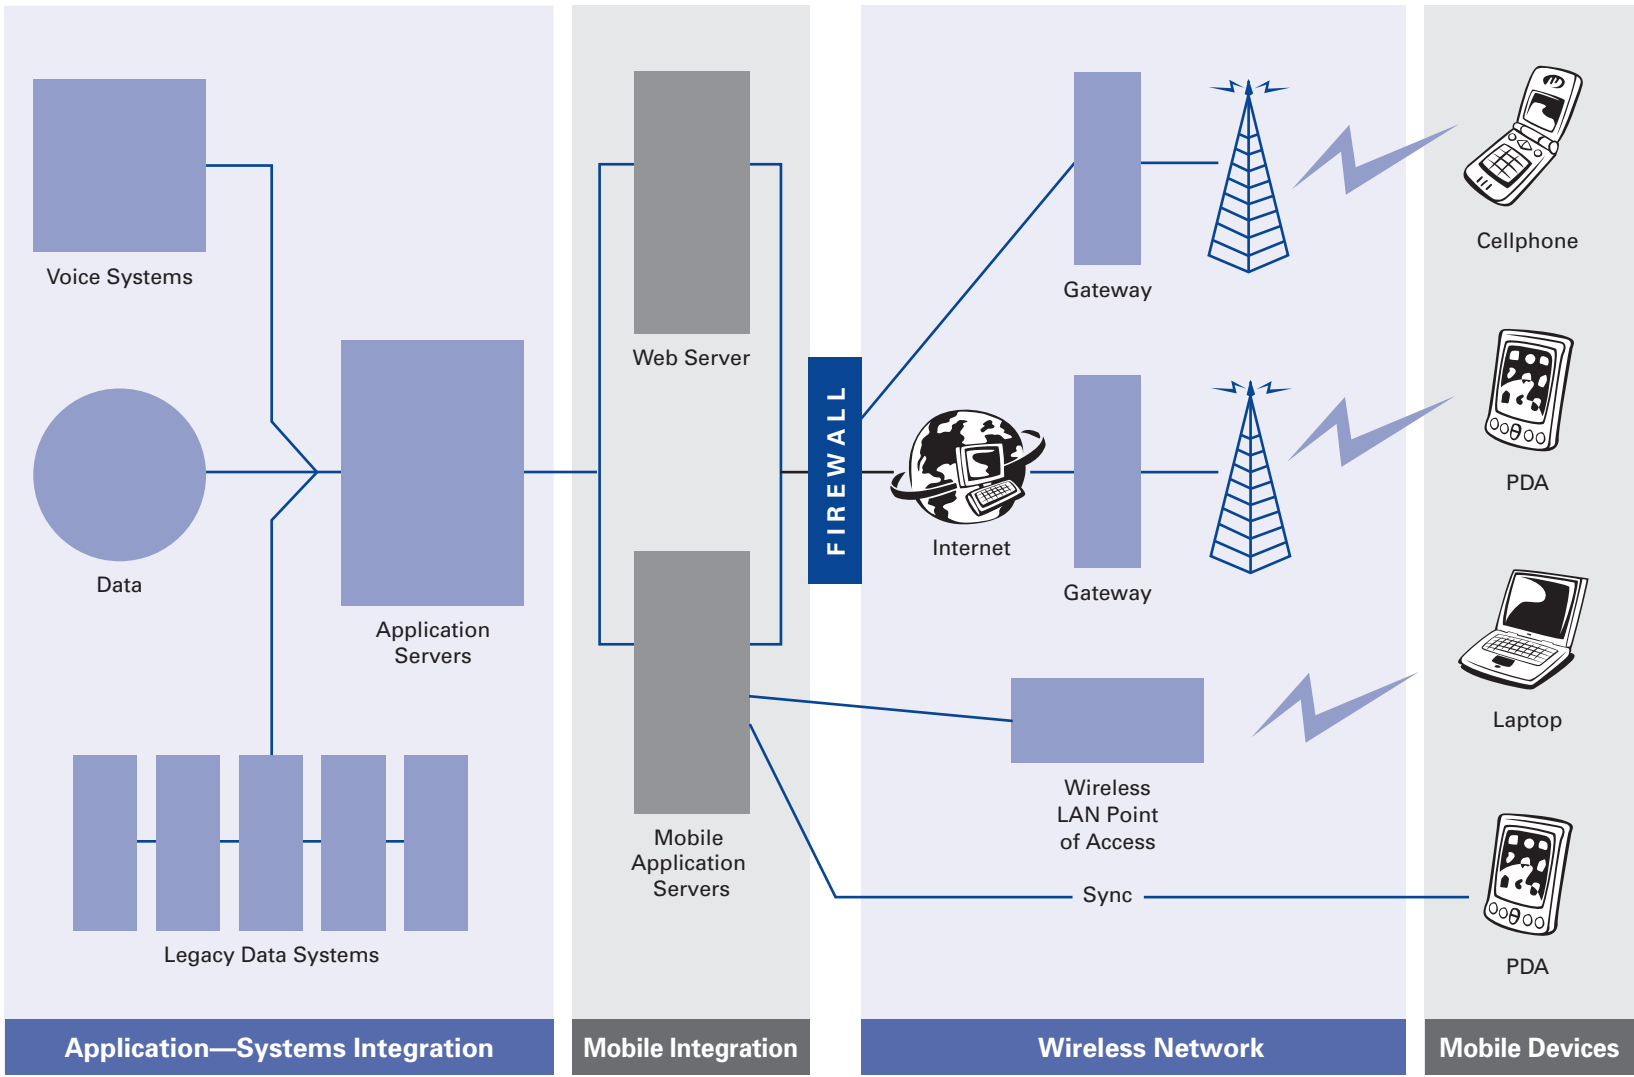 Voice Systems
Data
Application
Servers
Legacy Data Systems
Application—Systems Integration
Web Server
Mobile
Application
Servers
Mobile Integration
FIREWALL
Gateway
Internet
Gateway
Wireless
LAN Point
of Access
Sync
Wireless Network
Cellphone
PDA
Laptop
PDA
Mobile Devices